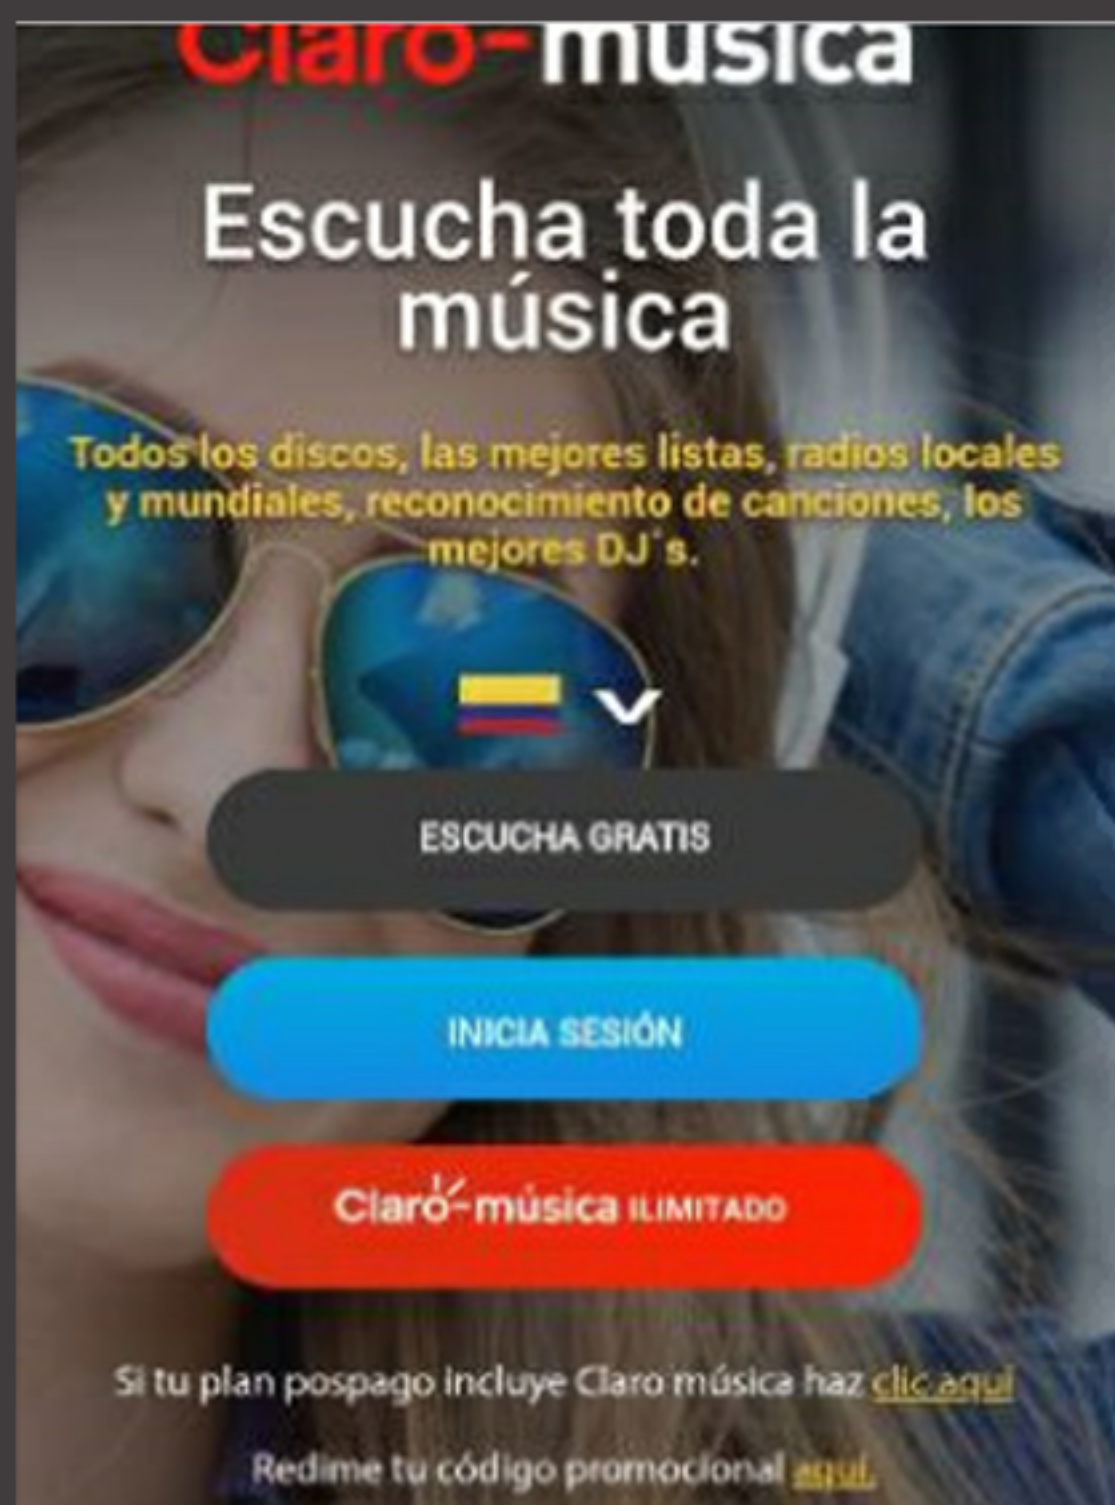 Claro-música
Escucha toda la
música
Todos los discos, las mejores listas, radios locales
y mundiales, reconocimiento de canciones, los
mejores DJ´s.
ESCUCHA GRATIS
INICIA SESIÓN
Claro-música ILIMITADO
Si tu plan pospago incluye Claro música haz clic aquí
Redime tu código promocional aquí.